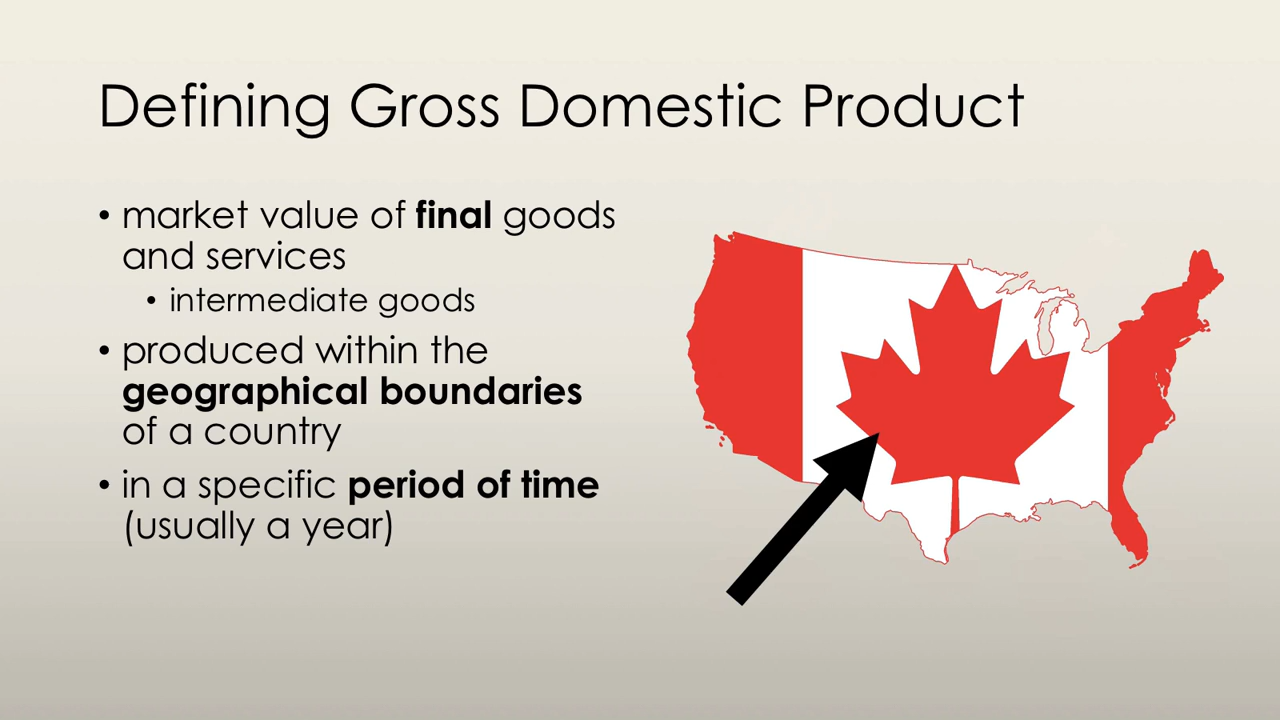 Defining Gross Domestic Product
• market value of final goods
and services
• intermediate goods
• produced within the
geographical boundaries
of a country
• in a specific period of time
(usually a year)